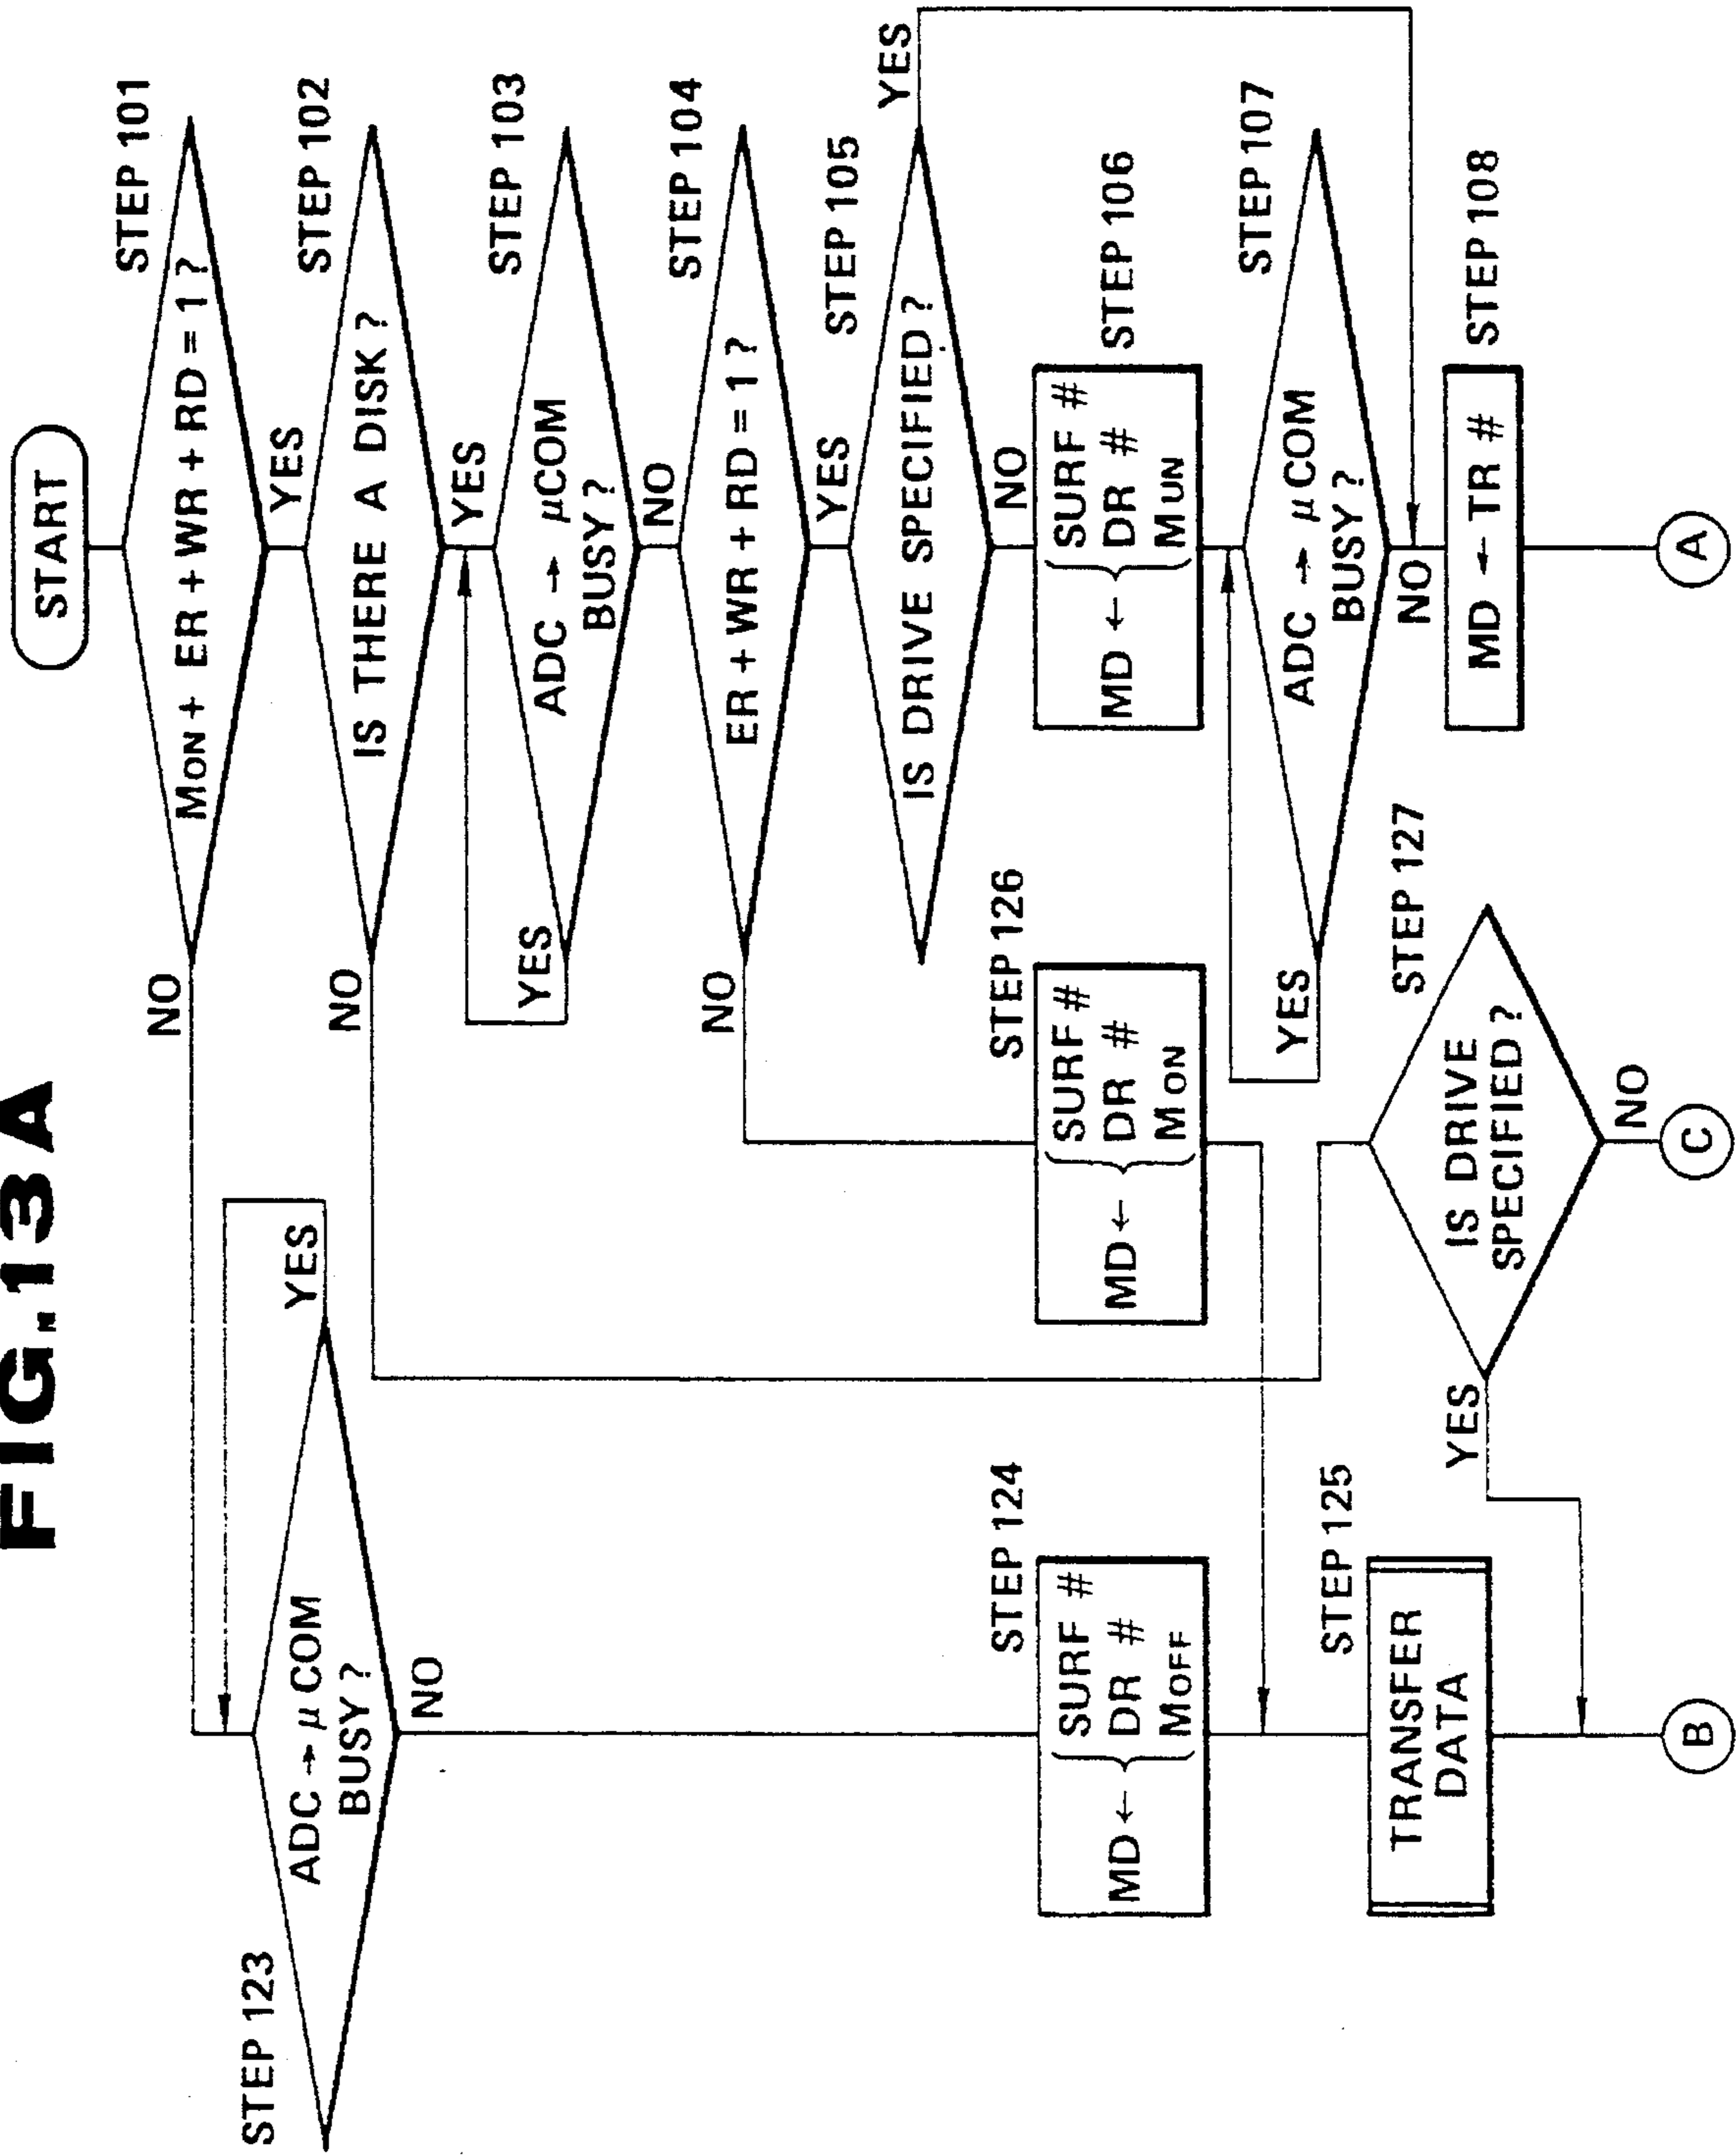 FIG.13A
START
STEP 101
MON + ER + WR + RD = 1 ?
NO
YES
STEP 102
IS THERE A DISK ?
NO
YES
STEP 103
ADC → μCOM
BUSY ?
YES
NO
STEP 104
ER + WR + RD = 1 ?
NO
YES
STEP 105
IS DRIVE SPECIFIED ?
YES
NO
STEP 106
MD ← { SURF #
DR #
MUN
STEP 107
ADC → μ COM
BUSY ?
YES
NO
STEP 108
MD ← TR #
A
STEP 123
ADC → μ COM
BUSY ?
YES
NO
STEP 124
MD ← { SURF #
DR #
MOFF
STEP 125
TRANSFER
DATA
B
STEP 126
MD ← { SURF #
DR #
MON
STEP 127
IS DRIVE
SPECIFIED ?
YES
NO
C